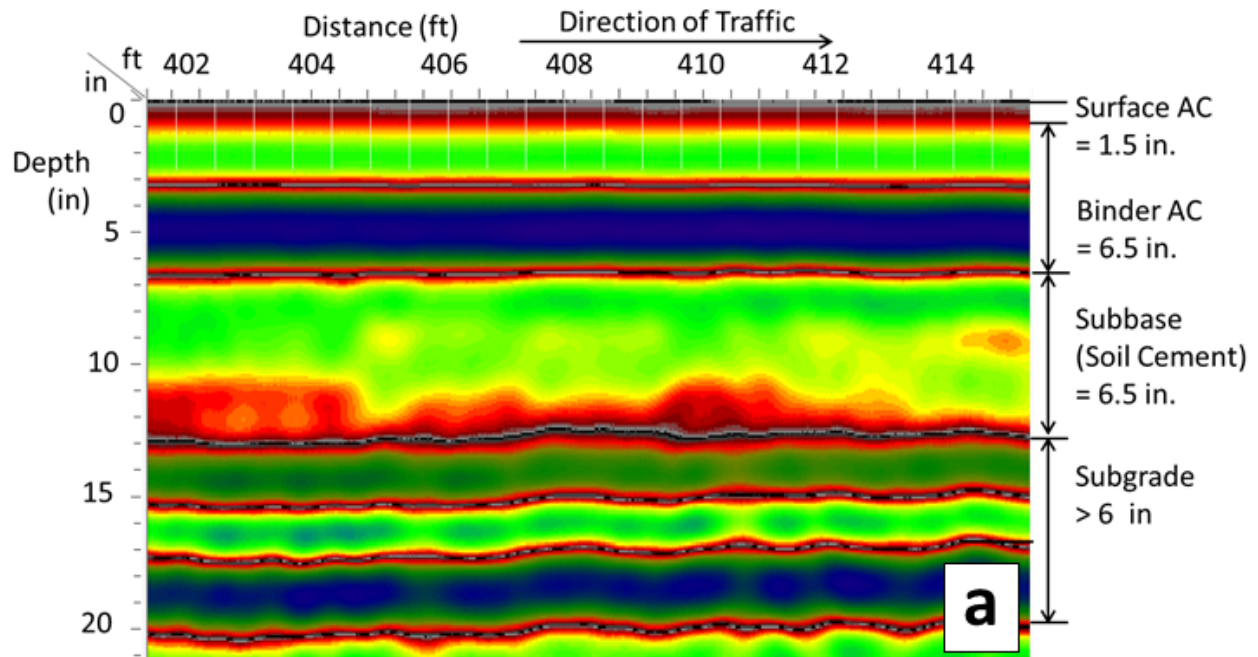 Distance (ft)
Direction of Traffic
ft 402 404 406 408 410 412 414
in
0
Depth
(in)
5
10
15
20
Surface AC
= 1.5 in.
Binder AC
= 6.5 in.
Subbase
(Soil Cement)
= 6.5 in.
Subgrade
> 6 in
a